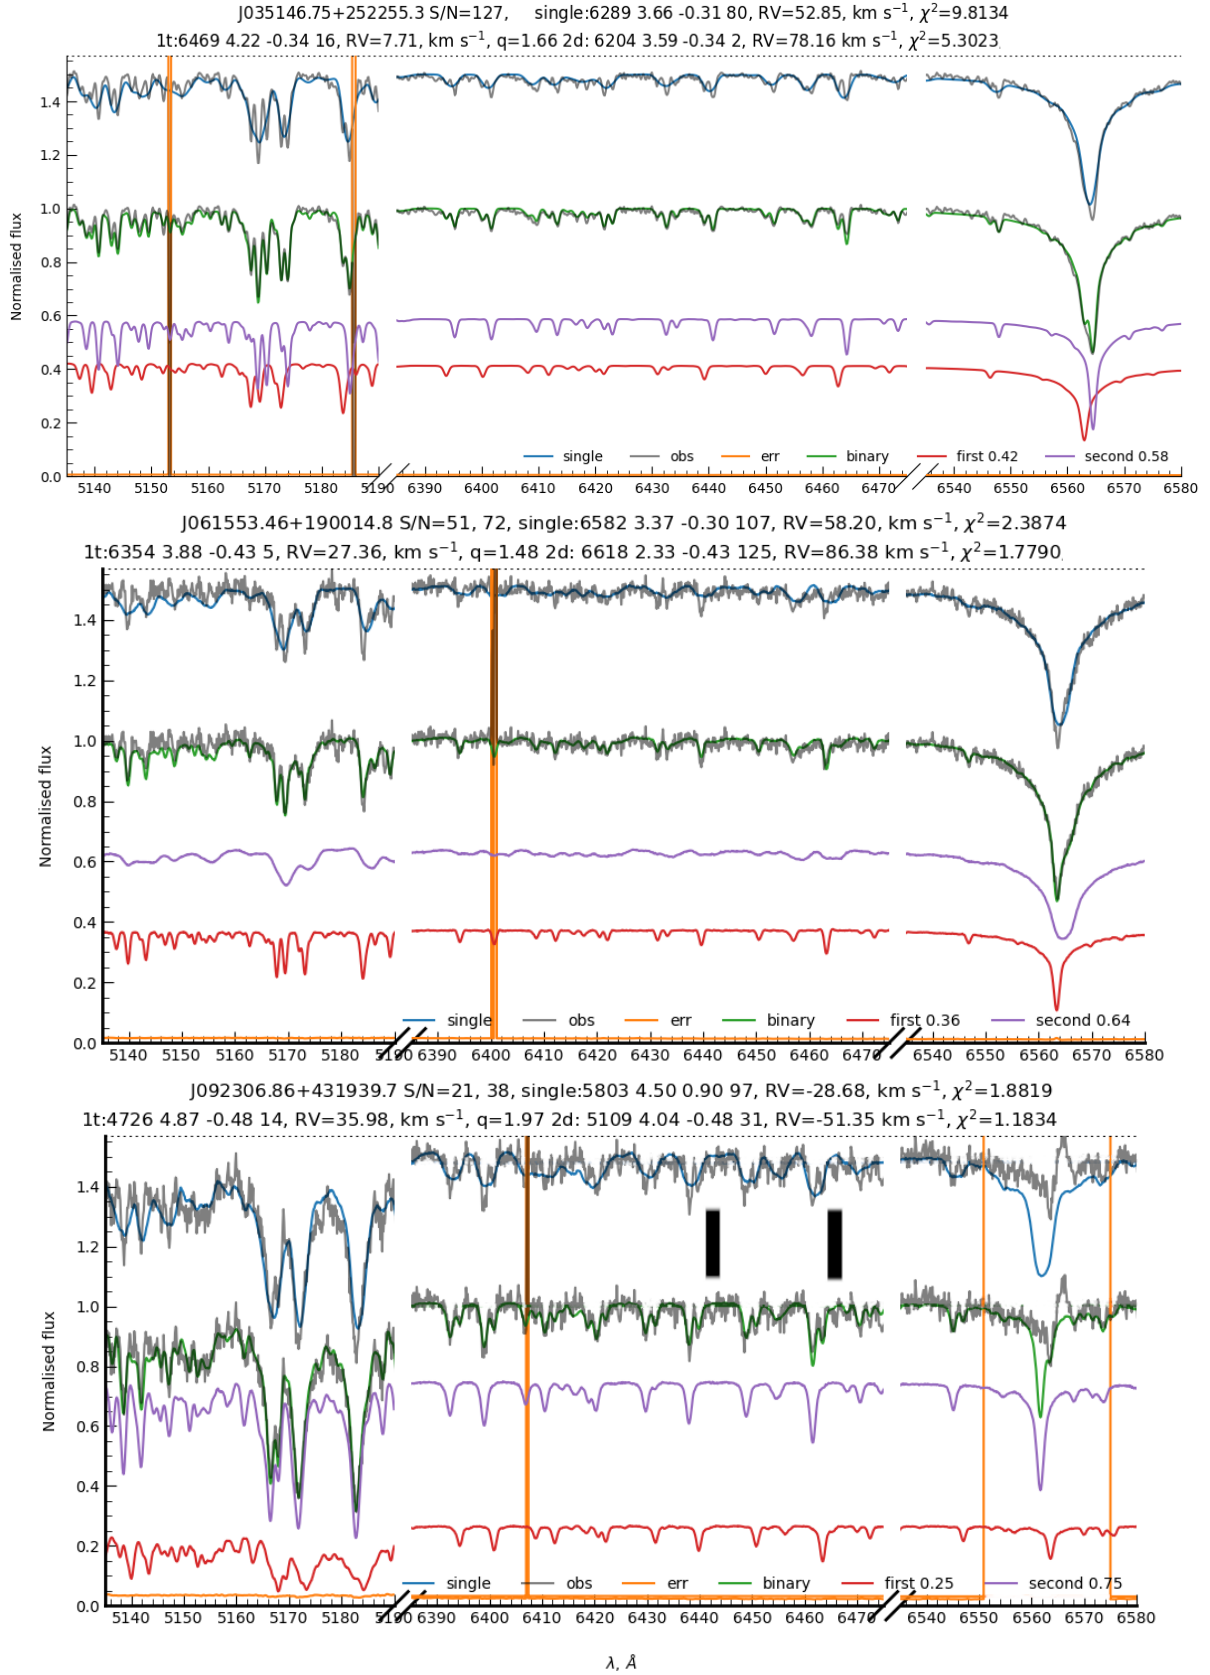 J035146.75+252255.3 S/N=127, single:6289 3.66 -0.31 80, RV=52.85, km s⁻¹, χ²=9.8134
1t:6469 4.22 -0.34 16, RV=7.71, km s⁻¹, q=1.66 2d: 6204 3.59 -0.34 2, RV=78.16 km s⁻¹, χ²=5.3023
Normalised flux
1.4
1.2
1.0
0.8
0.6
0.4
0.2
0.0
single obs err binary first 0.42 second 0.58
5140 5150 5160 5170 5180 5190 6390 6400 6410 6420 6430 6440 6450 6460 6470 6540 6550 6560 6570 6580
J061553.46+190014.8 S/N=51, 72, single:6582 3.37 -0.30 107, RV=58.20, km s⁻¹, χ²=2.3874
1t:6354 3.88 -0.43 5, RV=27.36, km s⁻¹, q=1.48 2d: 6618 2.33 -0.43 125, RV=86.38 km s⁻¹, χ²=1.7790
Normalised flux
1.4
1.2
1.0
0.8
0.6
0.4
0.2
0.0
single obs err binary first 0.36 second 0.64
5140 5150 5160 5170 5180 5190 6390 6400 6410 6420 6430 6440 6450 6460 6470 6540 6550 6560 6570 6580
J092306.86+431939.7 S/N=21, 38, single:5803 4.50 0.90 97, RV=-28.68, km s⁻¹, χ²=1.8819
1t:4726 4.87 -0.48 14, RV=35.98, km s⁻¹, q=1.97 2d: 5109 4.04 -0.48 31, RV=-51.35 km s⁻¹, χ²=1.1834
Normalised flux
1.4
1.2
1.0
0.8
0.6
0.4
0.2
0.0
single obs err binary first 0.25 second 0.75
5140 5150 5160 5170 5180 5190 6390 6400 6410 6420 6430 6440 6450 6460 6470 6540 6550 6560 6570 6580
λ, Å